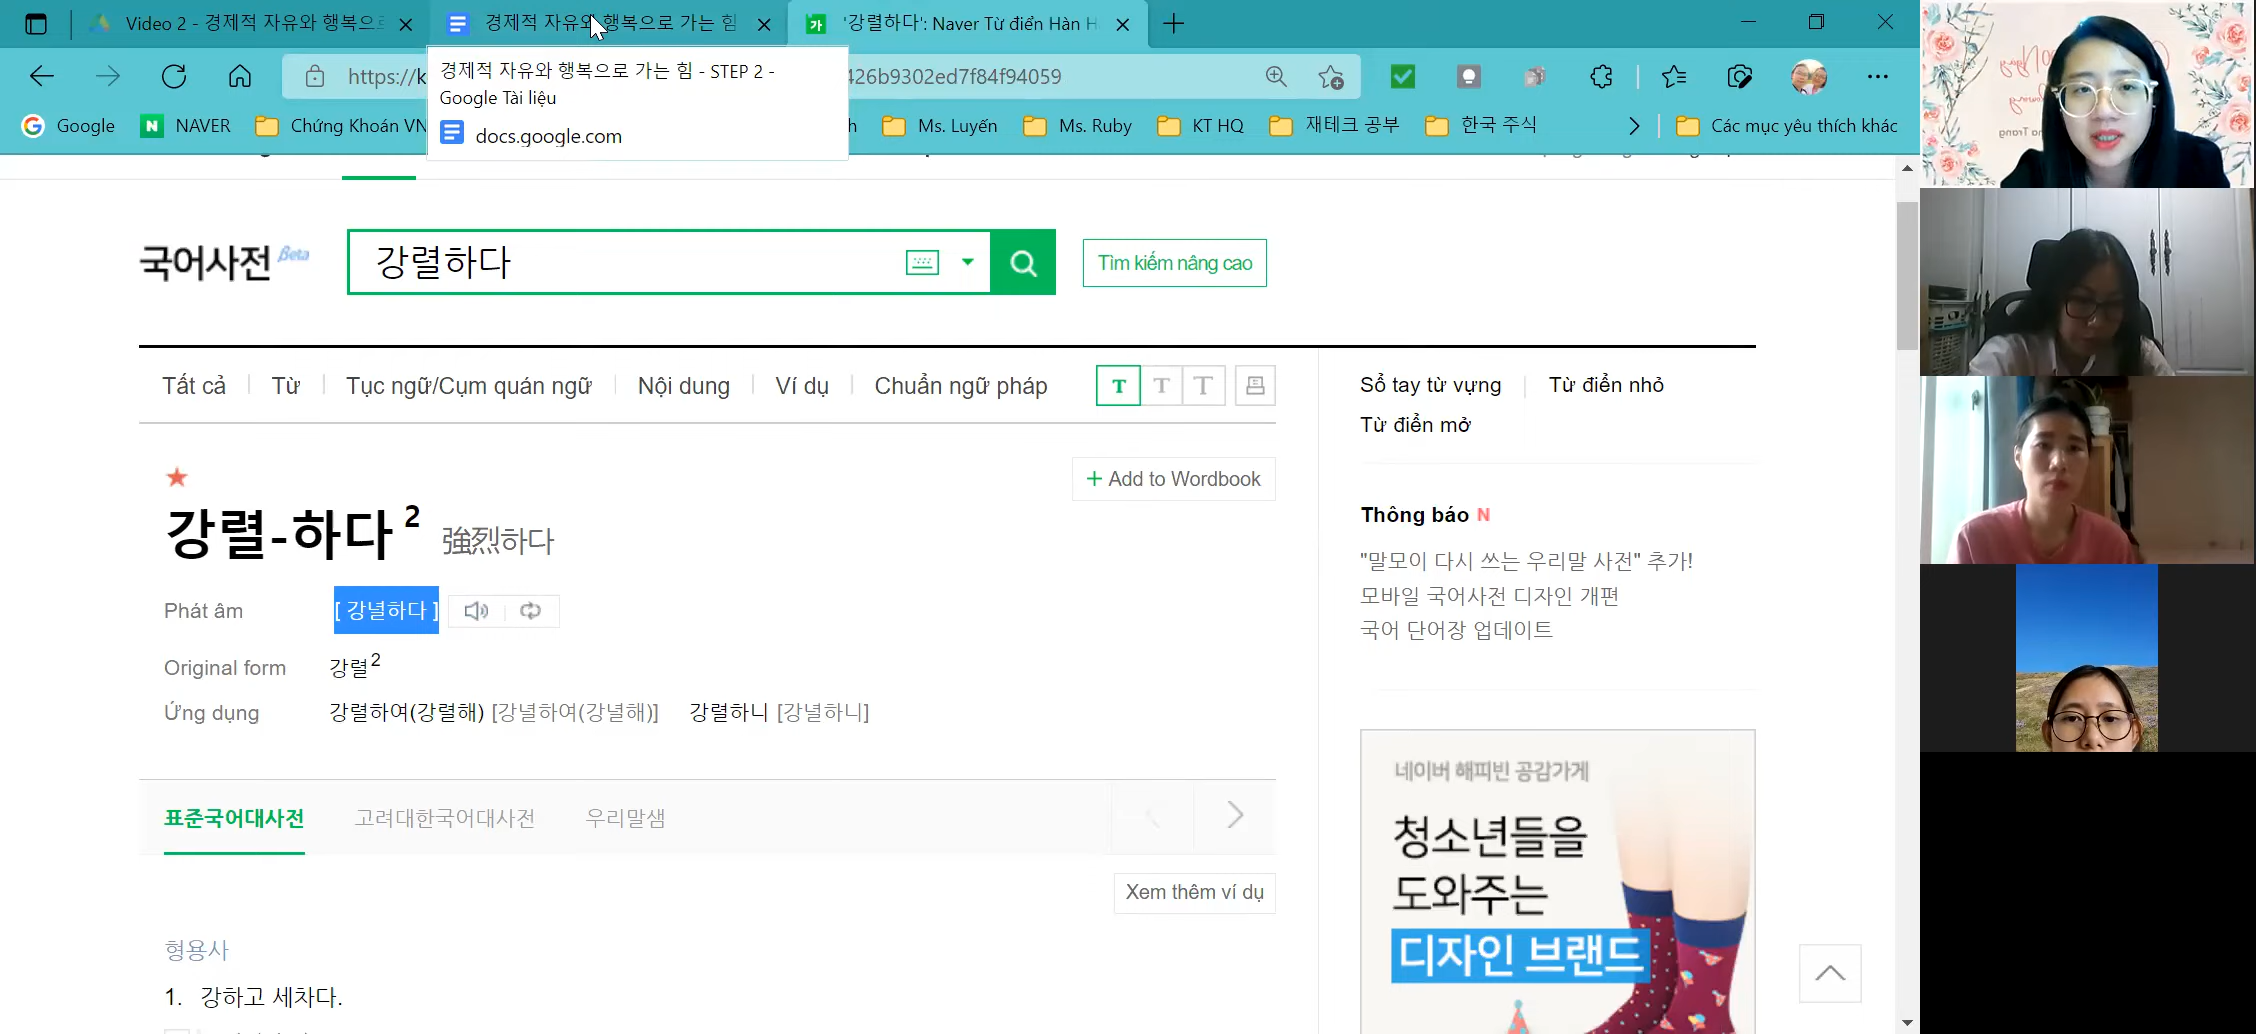 Video 2 - 경제적 자유와 행복으로
경제적 자유와 행복으로 가는 힘
'강렬하다': Naver Từ điển Hàn H
https://k
426b9302ed7f84f94059
경제적 자유와 행복으로 가는 힘 - STEP 2 -
Google Tài liệu
docs.google.com
Google
NAVER
Chứng Khoán VN
h
Ms. Luyến
Ms. Ruby
KT HQ
재테크 공부
한국 주식
Các mục yêu thích khác
국어사전 Beta
강렬하다
Tìm kiếm nâng cao
Tất cả
Từ
Tục ngữ/Cụm quán ngữ
Nội dung
Ví dụ
Chuẩn ngữ pháp
T T T
Sổ tay từ vựng
Từ điển nhỏ
Từ điển mở
+ Add to Wordbook
강렬-하다 2 強烈하다
Phát âm [ 강녈하다 ]
Original form 강렬2
Ứng dụng 강렬하여(강렬해) [강녈하여(강녈해)] 강렬하니 [강녈하니]
Thông báo N
"말모이 다시 쓰는 우리말 사전" 추가!
모바일 국어사전 디자인 개편
국어 단어장 업데이트
표준국어대사전
고려대한국어대사전
우리말샘
Xem thêm ví dụ
형용사
1. 강하고 세차다.
네이버 해피빈 공감가게
청소년들을
도와주는
디자인 브랜드